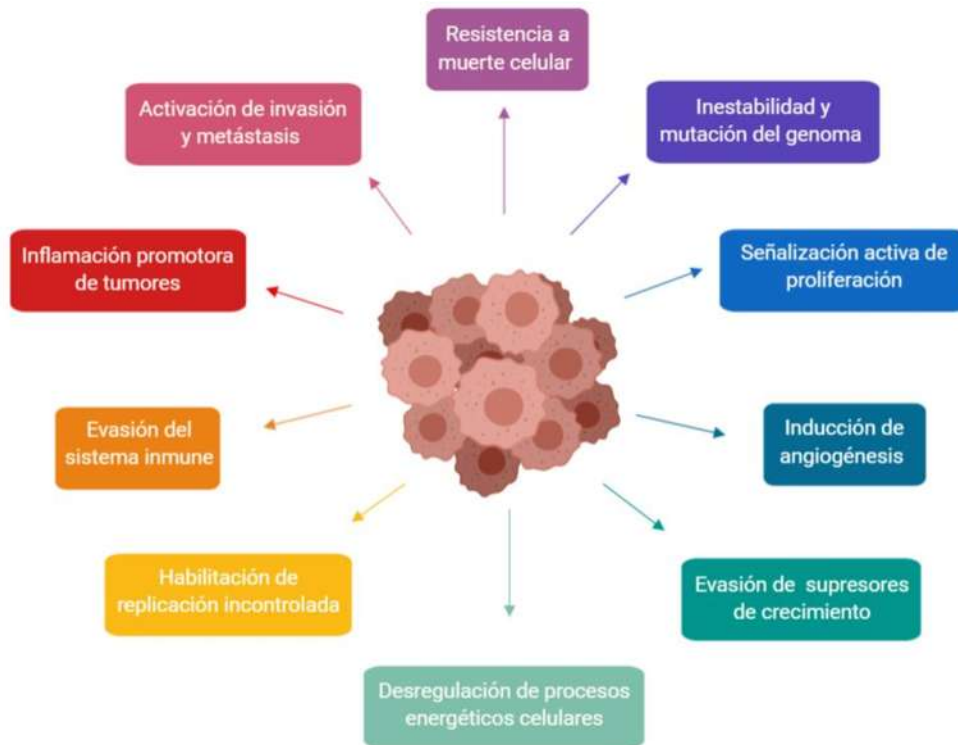 Resistencia a
muerte celular
Inestabilidad y
mutación del genoma
Señalización activa de
proliferación
Inducción de
angiogénesis
Evasión de supresores
de crecimiento
Desregulación de procesos
energéticos celulares
Habilitación de
replicación incontrolada
Evasión del
sistema inmune
Inflamación promotora
de tumores
Activación de invasión
y metástasis